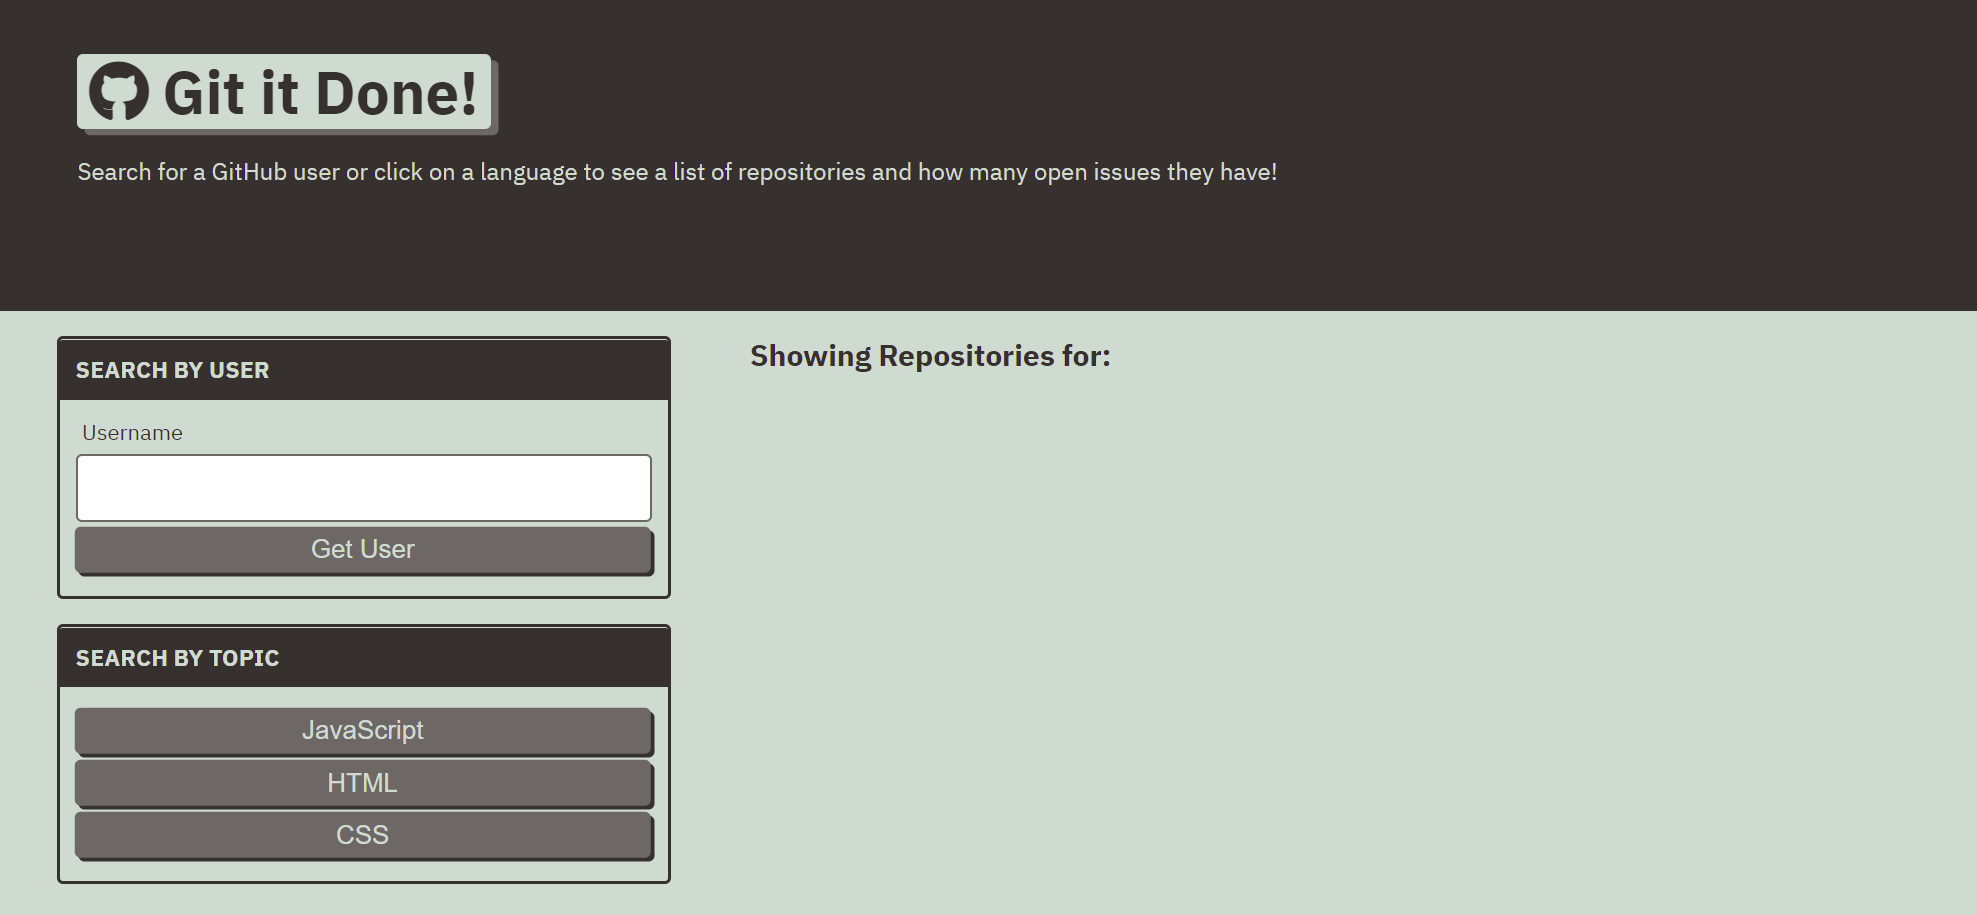 Git it Done!
Search for a GitHub user or click on a language to see a list of repositories and how many open issues they have!
SEARCH BY USER
Username
Get User
SEARCH BY TOPIC
JavaScript
HTML
CSS
Showing Repositories for: